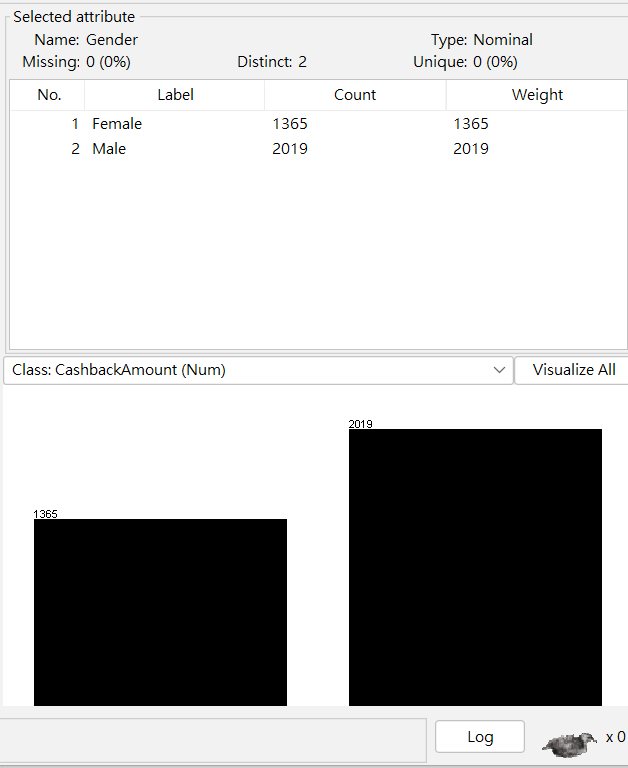 Selected attribute
Name: Gender Type: Nominal
Missing: 0 (0%) Distinct: 2 Unique: 0 (0%)
No. Label Count Weight
1 Female 1365 1365
2 Male 2019 2019
Class: CashbackAmount (Num) Visualize All
2019
1365
Log x 0